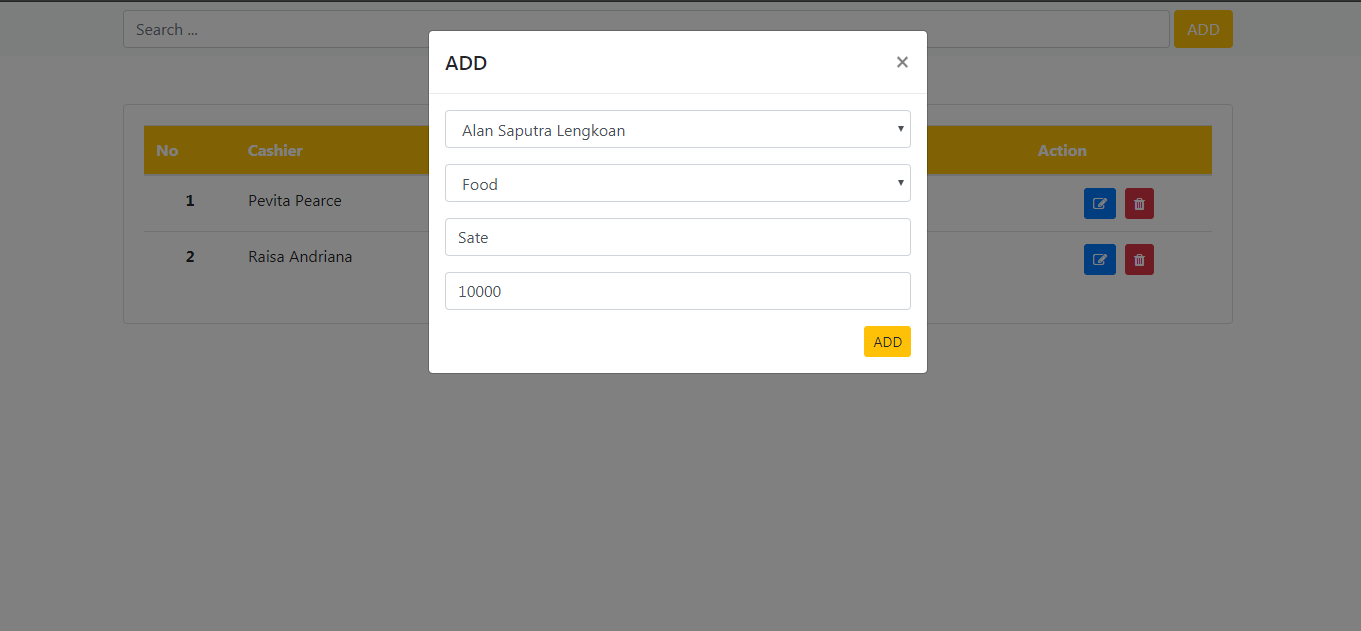 Search ...
ADD
ADD
×
Alan Saputra Lengkoan
Food
Sate
10000
ADD
No Cashier Action
1 Pevita Pearce
2 Raisa Andriana